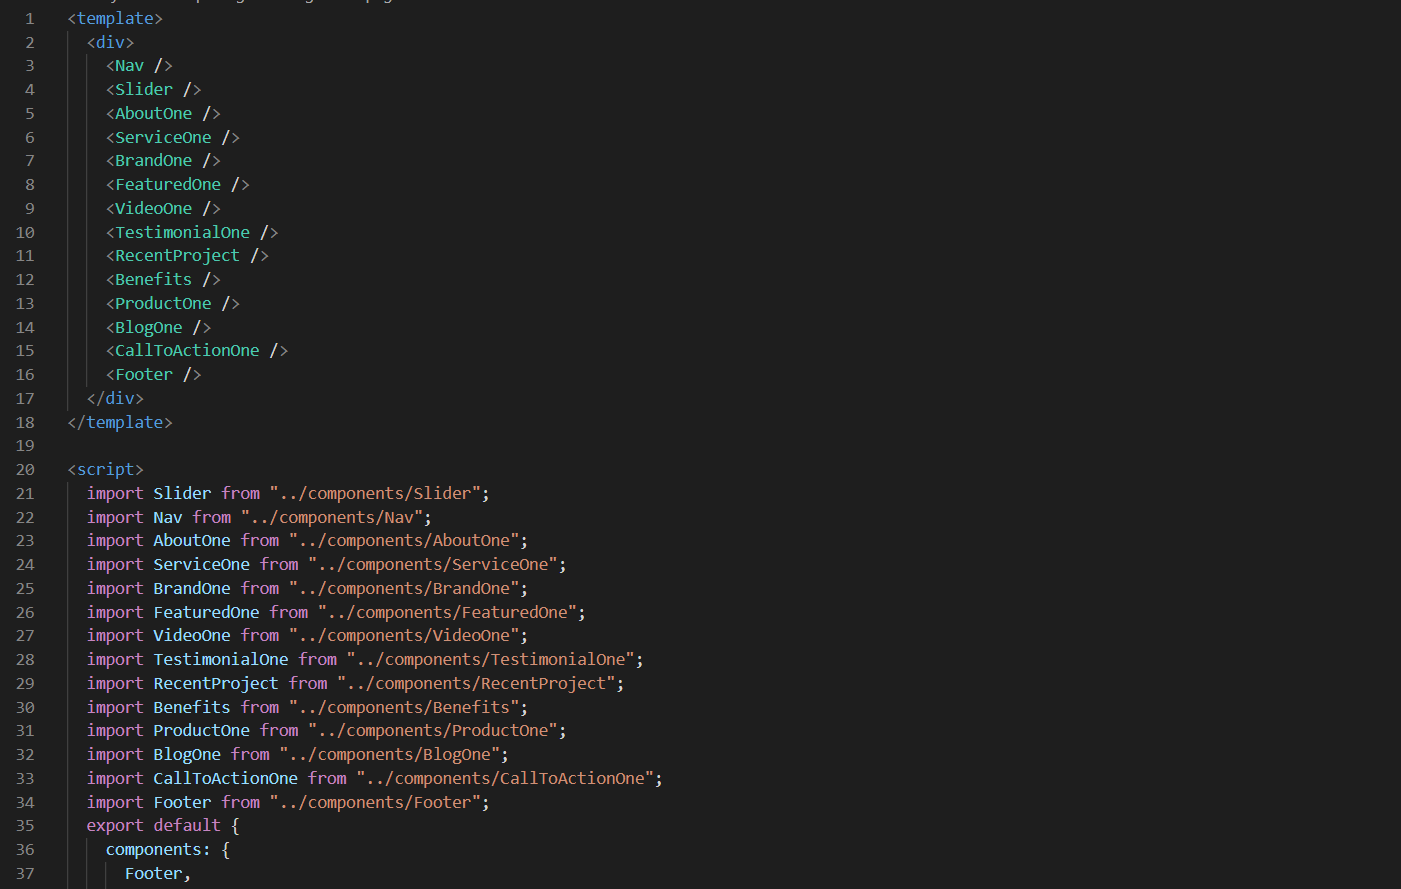 1 <template>
2 <div>
3 <Nav />
4 <Slider />
5 <AboutOne />
6 <ServiceOne />
7 <BrandOne />
8 <FeaturedOne />
9 <VideoOne />
10 <TestimonialOne />
11 <RecentProject />
12 <Benefits />
13 <ProductOne />
14 <BlogOne />
15 <CallToActionOne />
16 <Footer />
17 </div>
18 </template>
19
20 <script>
21 import Slider from "../components/Slider";
22 import Nav from "../components/Nav";
23 import AboutOne from "../components/AboutOne";
24 import ServiceOne from "../components/ServiceOne";
25 import BrandOne from "../components/BrandOne";
26 import FeaturedOne from "../components/FeaturedOne";
27 import VideoOne from "../components/VideoOne";
28 import TestimonialOne from "../components/TestimonialOne";
29 import RecentProject from "../components/RecentProject";
30 import Benefits from "../components/Benefits";
31 import ProductOne from "../components/ProductOne";
32 import BlogOne from "../components/BlogOne";
33 import CallToActionOne from "../components/CallToActionOne";
34 import Footer from "../components/Footer";
35 export default {
36 components: {
37 Footer,